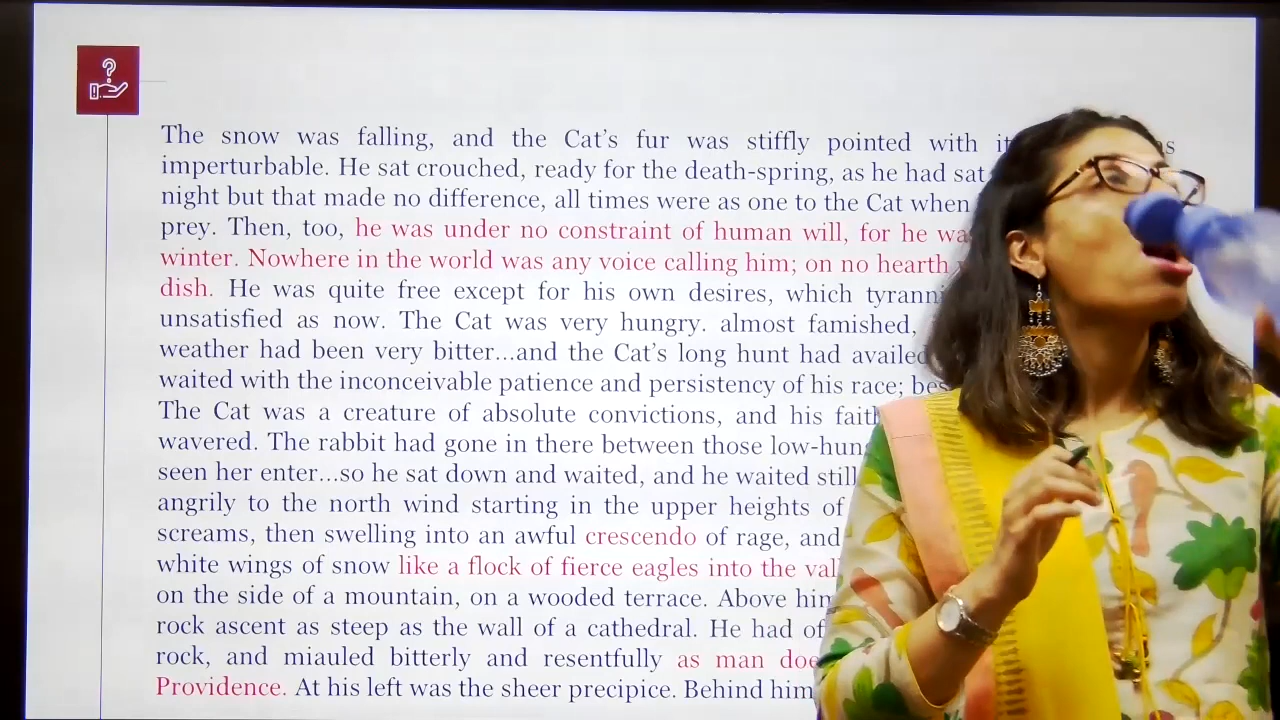 The snow was falling, and the Cat's fur was stiffly pointed with it
imperturbable. He sat crouched, ready for the death-spring, as he had sat
night but that made no difference, all times were as one to the Cat when
prey. Then, too, he was under no constraint of human will, for he
winter. Nowhere in the world was any voice calling him; on no hearth
dish. He was quite free except for his own desires, which
unsatisfied as now. The Cat was very hungry. almost famished,
weather had been very bitter...and the Cat's long hunt had
waited with the inconceivable patience and persistency of his race;
The Cat was a creature of absolute convictions, and his
wavered. The rabbit had gone in there between those
seen her enter...so he sat down and waited, and he waited still
angrily to the north wind starting in the upper heights of
screams, then swelling into an awful crescendo of rage, and
white wings of snow like a flock of fierce eagles into the
on the side of a mountain, on a wooded terrace. Above
rock ascent as steep as the wall of a cathedral. He had
rock, and miauled bitterly and resentfully as man
Providence. At his left was the sheer precipice. Behind him